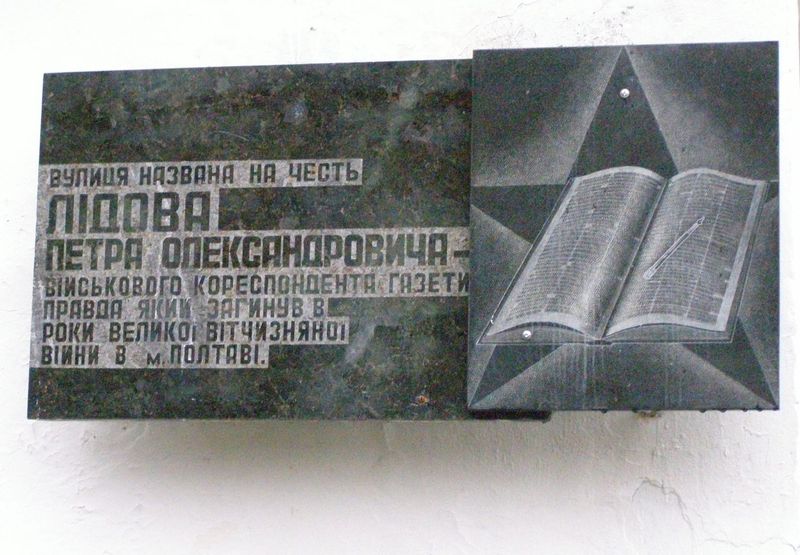 ВУЛИЦЯ НАЗВАНА НА ЧЕСТЬ
ЛІДОВА
ПЕТРА ОЛЕКСАНДРОВИЧА-
ВІЙСЬКОВОГО КОРЕСПОНДЕНТА ГАЗЕТИ
ПРАВДА ЯКИЙ ЗАГИНУВ В
РОКИ ВЕЛИКОЇ ВІТЧИЗНЯНОЇ
ВІЙНИ В м. ПОЛТАВІ.